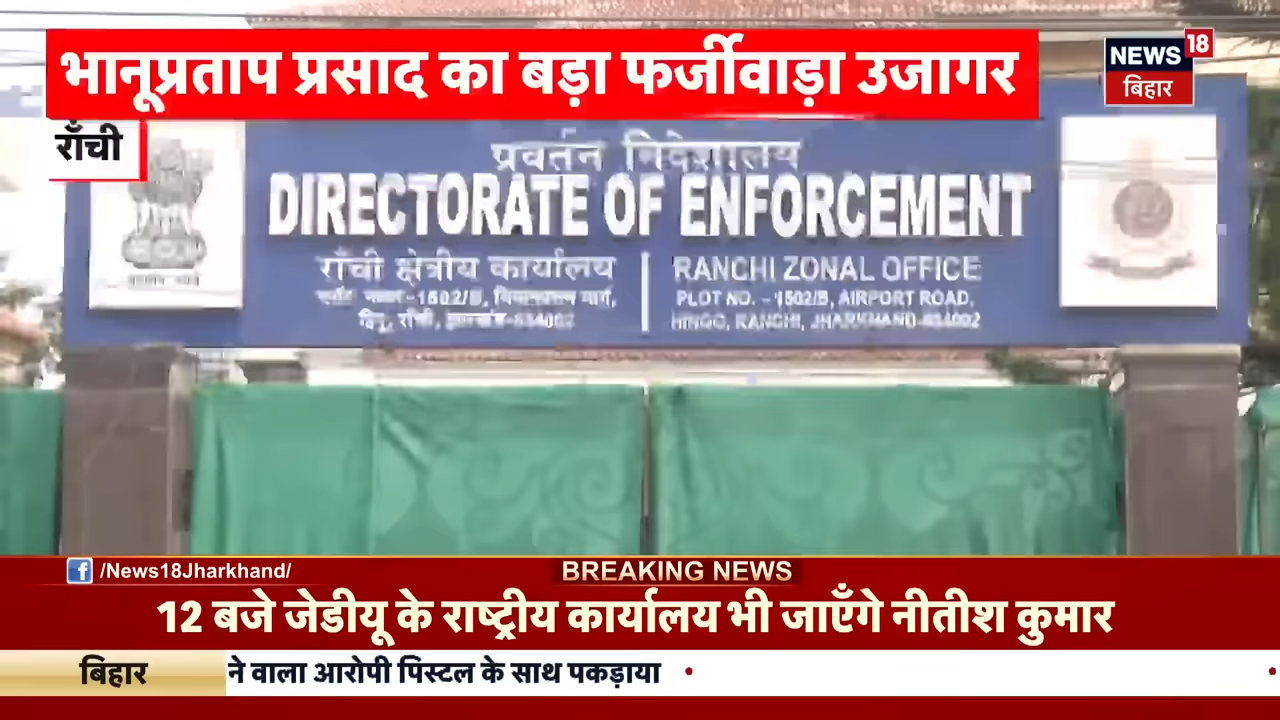 भानूप्रताप प्रसाद का बड़ा फर्जीवाड़ा उजागर
NEWS 18
बिहार
राँची
प्रवर्तन निदेशालय
DIRECTORATE OF ENFORCEMENT
राँची क्षेत्रीय कार्यालय
-1502/B,
राँची,
RANCHI ZONAL OFFICE
PLOT NO. - 1502/B, AIRPORT ROAD,
HINOO, RANCHI, JHARKHAND-834002
/News18Jharkhand/
BREAKING NEWS
12 बजे जेडीयू के राष्ट्रीय कार्यालय भी जाएँगे नीतीश कुमार
बिहार
ने वाला आरोपी पिस्टल के साथ पकड़ाया